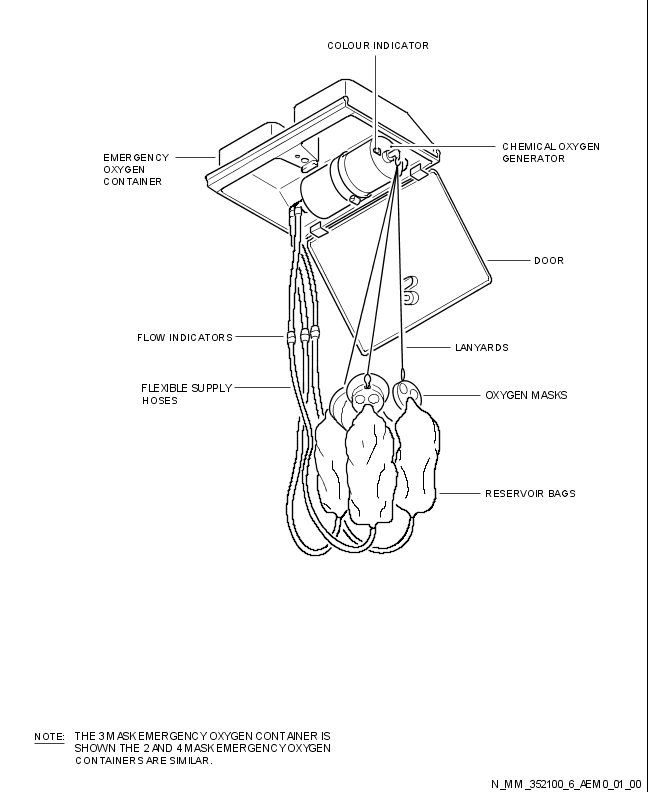 COLOUR INDICATOR
CHEMICAL OXYGEN
GENERATOR
EMERGENCY
OXYGEN
CONTAINER
DOOR
FLOW INDICATORS
LANYARDS
FLEXIBLE SUPPLY
HOSES
OXYGEN MASKS
RESERVOIR BAGS
NOTE: THE 3 MASK EMERGENCY OXYGEN CONTAINER IS
SHOWN THE 2 AND 4 MASK EMERGENCY OXYGEN
CONTAINERS ARE SIMILAR.
N_MM_352100_6_AEM0_01_00